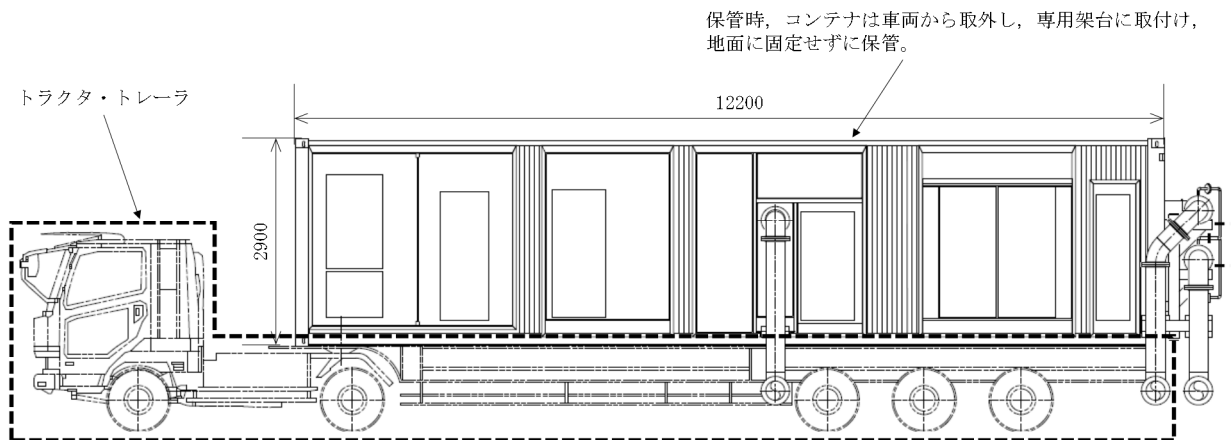 保管時，コンテナは車両から取外し，専用架台に取付け，
地面に固定せずに保管。
トラクタ・トレーラ
12200
2900